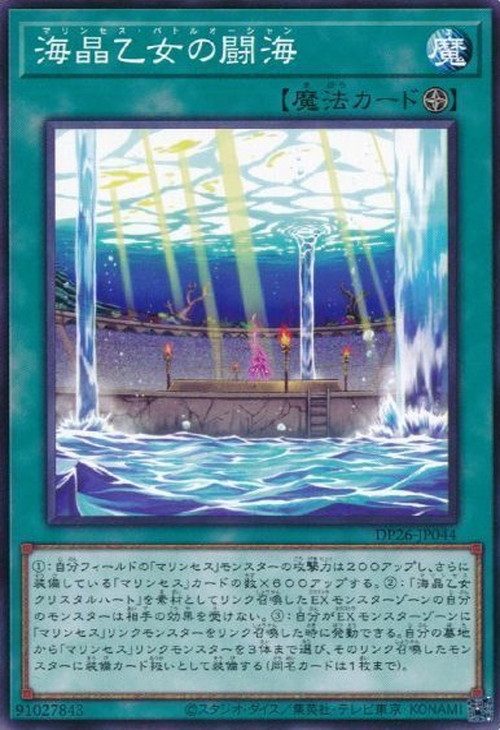 マリンセス・バトルオーシャン
海晶乙女の闘海
魔
【魔法カード】
DP26-JP044
①：自分フィールドの「マリンセス」モンスターの攻撃力は200アップし、さらに
装備している「マリンセス」カードの数×600アップする。②：「海晶乙女
クリスタルハート」を素材としてリンク召喚したEXモンスターゾーンの自分
のモンスターは相手の効果を受けない。③：自分がEXモンスターゾーンに
「マリンセス」リンクモンスターをリンク召喚した時に発動できる。自分の墓地
から「マリンセス」リンクモンスターを3体まで選び、そのリンク召喚したモン
スターに装備カード扱いとして装備する（同名カードは1枚まで）。
91027843
©スタジオ・ダイス／集英社・テレビ東京・KONAMI